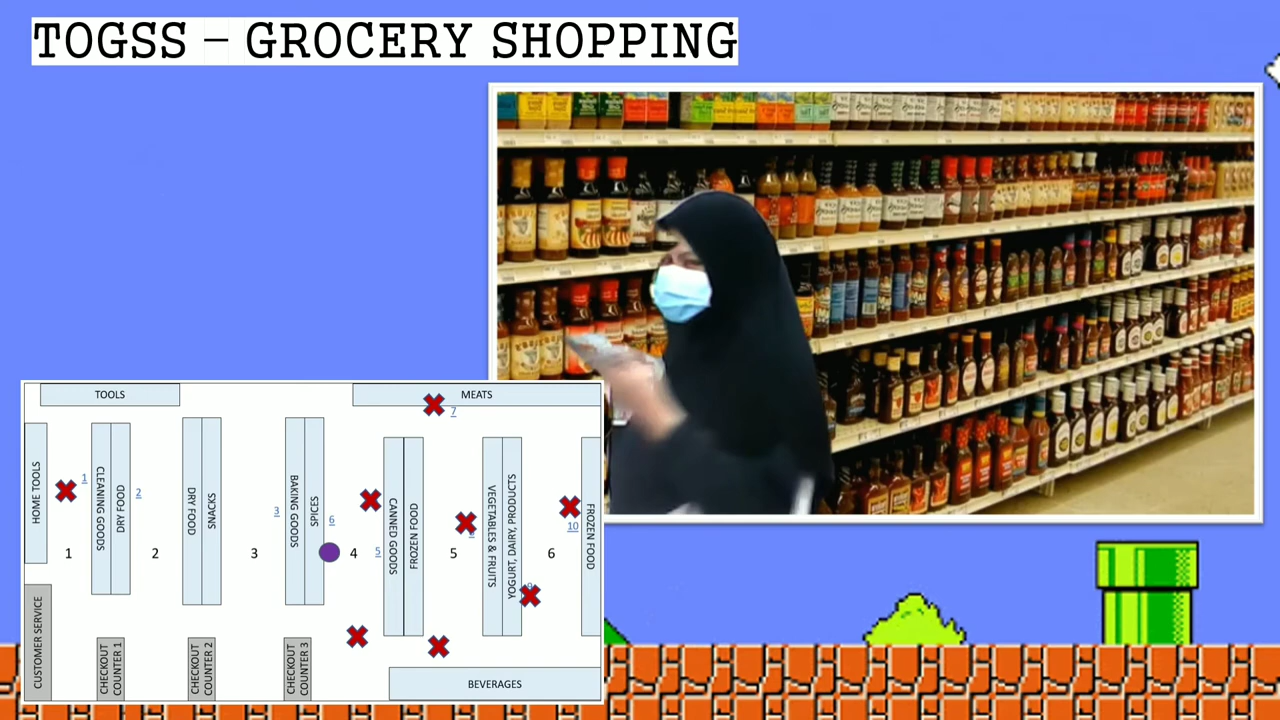 TOGSS – GROCERY SHOPPING
TOOLS
MEATS
7
HOME TOOLS
1
CLEANING GOODS
DRY FOOD
2
DRY FOOD
SNACKS
3
BAKING GOODS
SPICES
6
CANNED GOODS
FROZEN FOOD
VEGETABLES & FRUITS
YOGURT, DAIRY, PRODUCTS
10
FROZEN FOOD
1
2
3
4
5
5
6
CUSTOMER SERVICE
CHECKOUT
COUNTER 1
CHECKOUT
COUNTER 2
CHECKOUT
COUNTER 3
BEVERAGES